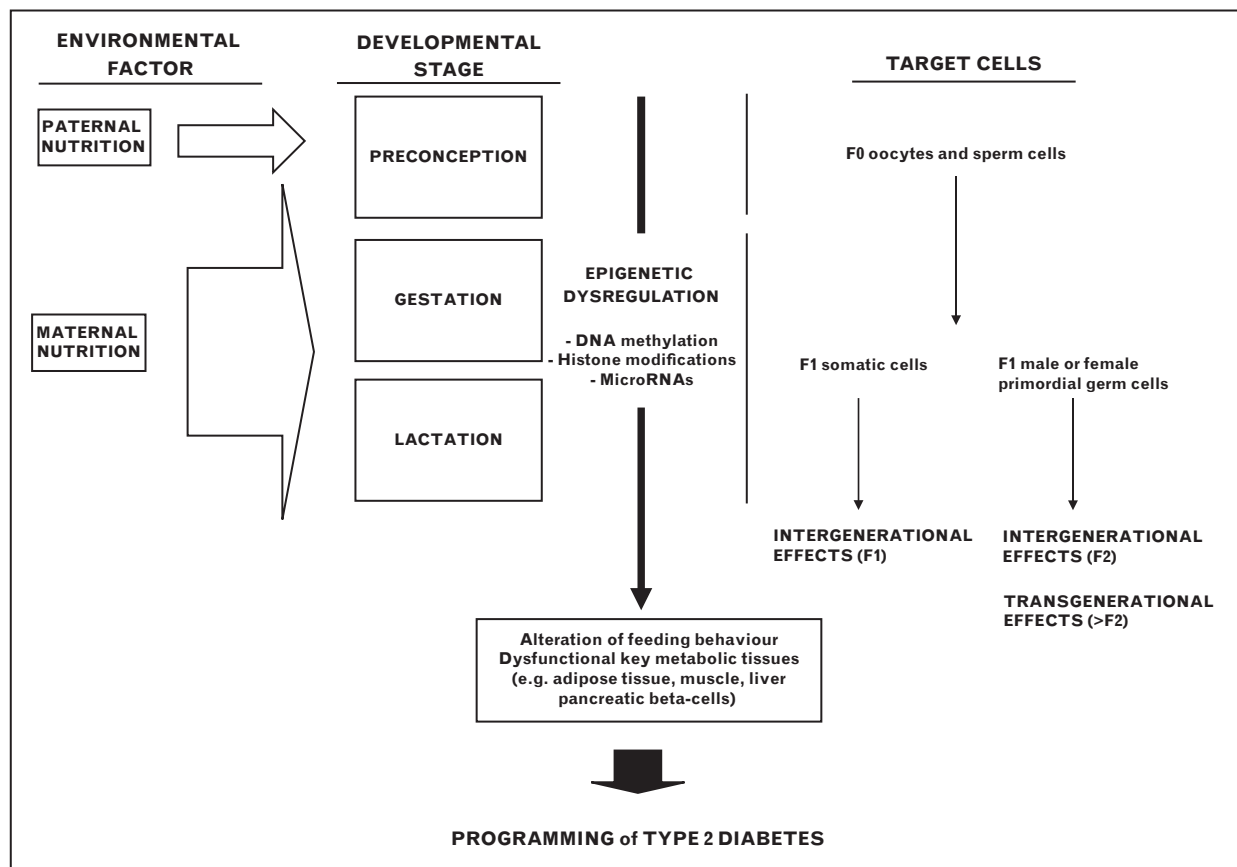 ENVIRONMENTAL
FACTOR
DEVELOPMENTAL
STAGE
TARGET CELLS
PATERNAL
NUTRITION
PRECONCEPTION
F0 oocytes and sperm cells
MATERNAL
NUTRITION
GESTATION
EPIGENETIC
DYSREGULATION
- DNA methylation
- Histone modifications
- MicroRNAs
F1 somatic cells
F1 male or female
primordial germ cells
LACTATION
INTERGENERATIONAL
EFFECTS (F1)
INTERGENERATIONAL
EFFECTS (F2)
TRANSGENERATIONAL
EFFECTS (>F2)
Alteration of feeding behaviour
Dysfunctional key metabolic tissues
(e.g. adipose tissue, muscle, liver
pancreatic beta-cells)
PROGRAMMING of TYPE 2 DIABETES